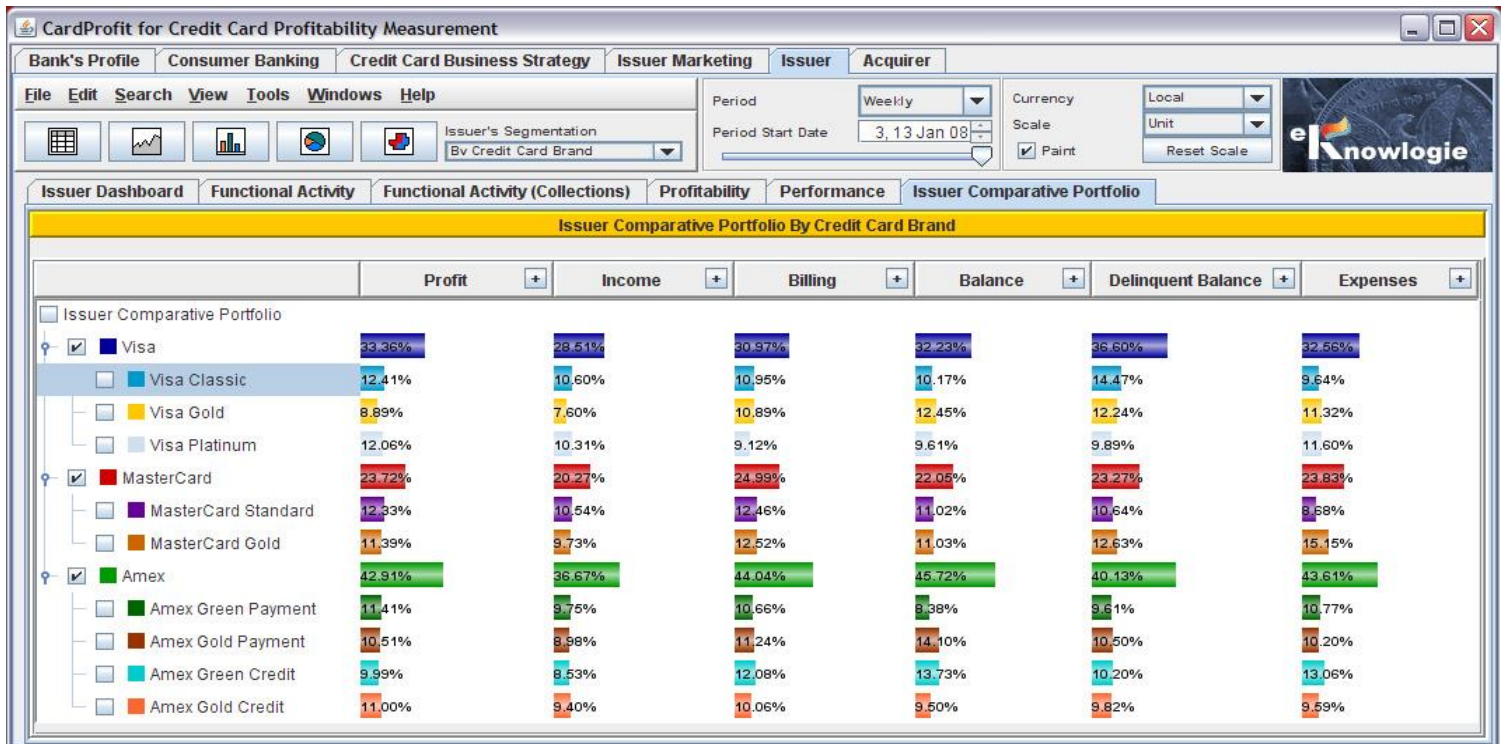 CardProfit for Credit Card Profitability Measurement
Bank's Profile Consumer Banking Credit Card Business Strategy Issuer Marketing Issuer Acquirer
File Edit Search View Tools Windows Help
Issuer's Segmentation
By Credit Card Brand
Period Weekly
Period Start Date 3, 13 Jan 08
Currency Local
Scale Unit
Paint Reset Scale
eKnowlogie
Issuer Dashboard Functional Activity Functional Activity (Collections) Profitability Performance Issuer Comparative Portfolio
Issuer Comparative Portfolio By Credit Card Brand
Profit + Income + Billing + Balance + Delinquent Balance + Expenses +
Issuer Comparative Portfolio
Visa 33.36% 28.51% 30.97% 32.23% 36.60% 32.56%
Visa Classic 12.41% 10.60% 10.95% 10.17% 14.47% 9.64%
Visa Gold 8.89% 7.60% 10.89% 12.45% 12.24% 11.32%
Visa Platinum 12.06% 10.31% 9.12% 9.61% 9.89% 11.60%
MasterCard 23.72% 20.27% 24.99% 22.05% 23.27% 23.83%
MasterCard Standard 12.33% 10.54% 12.46% 11.02% 10.64% 8.68%
MasterCard Gold 11.39% 9.73% 12.52% 11.03% 12.63% 15.15%
Amex 42.91% 36.67% 44.04% 45.72% 40.13% 43.61%
Amex Green Payment 11.41% 9.75% 10.66% 8.38% 9.61% 10.77%
Amex Gold Payment 10.51% 8.98% 11.24% 14.10% 10.50% 10.20%
Amex Green Credit 9.99% 8.53% 12.08% 13.73% 10.20% 13.06%
Amex Gold Credit 11.00% 9.40% 10.06% 9.50% 9.82% 9.59%